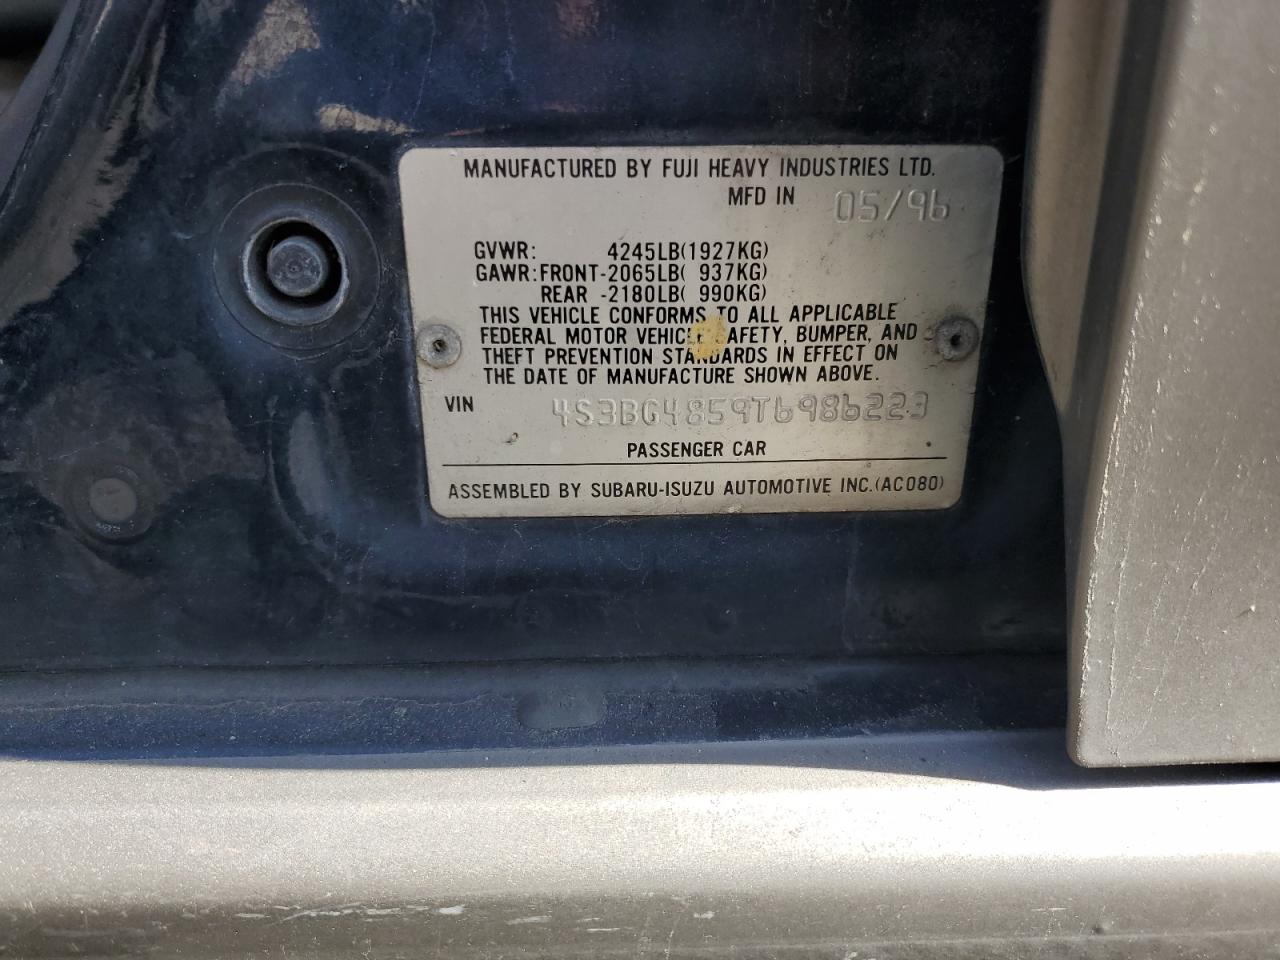 MANUFACTURED BY FUJI HEAVY INDUSTRIES LTD.
MFD IN 05/96
GVWR: 4245LB(1927KG)
GAWR:FRONT-2065LB( 937KG)
REAR -2180LB( 990KG)
THIS VEHICLE CONFORMS TO ALL APPLICABLE
FEDERAL MOTOR VEHICLE SAFETY, BUMPER, AND
THEFT PREVENTION STANDARDS IN EFFECT ON
THE DATE OF MANUFACTURE SHOWN ABOVE.
VIN 4S3BG4859T6986223
PASSENGER CAR
ASSEMBLED BY SUBARU-ISUZU AUTOMOTIVE INC.(AC080)